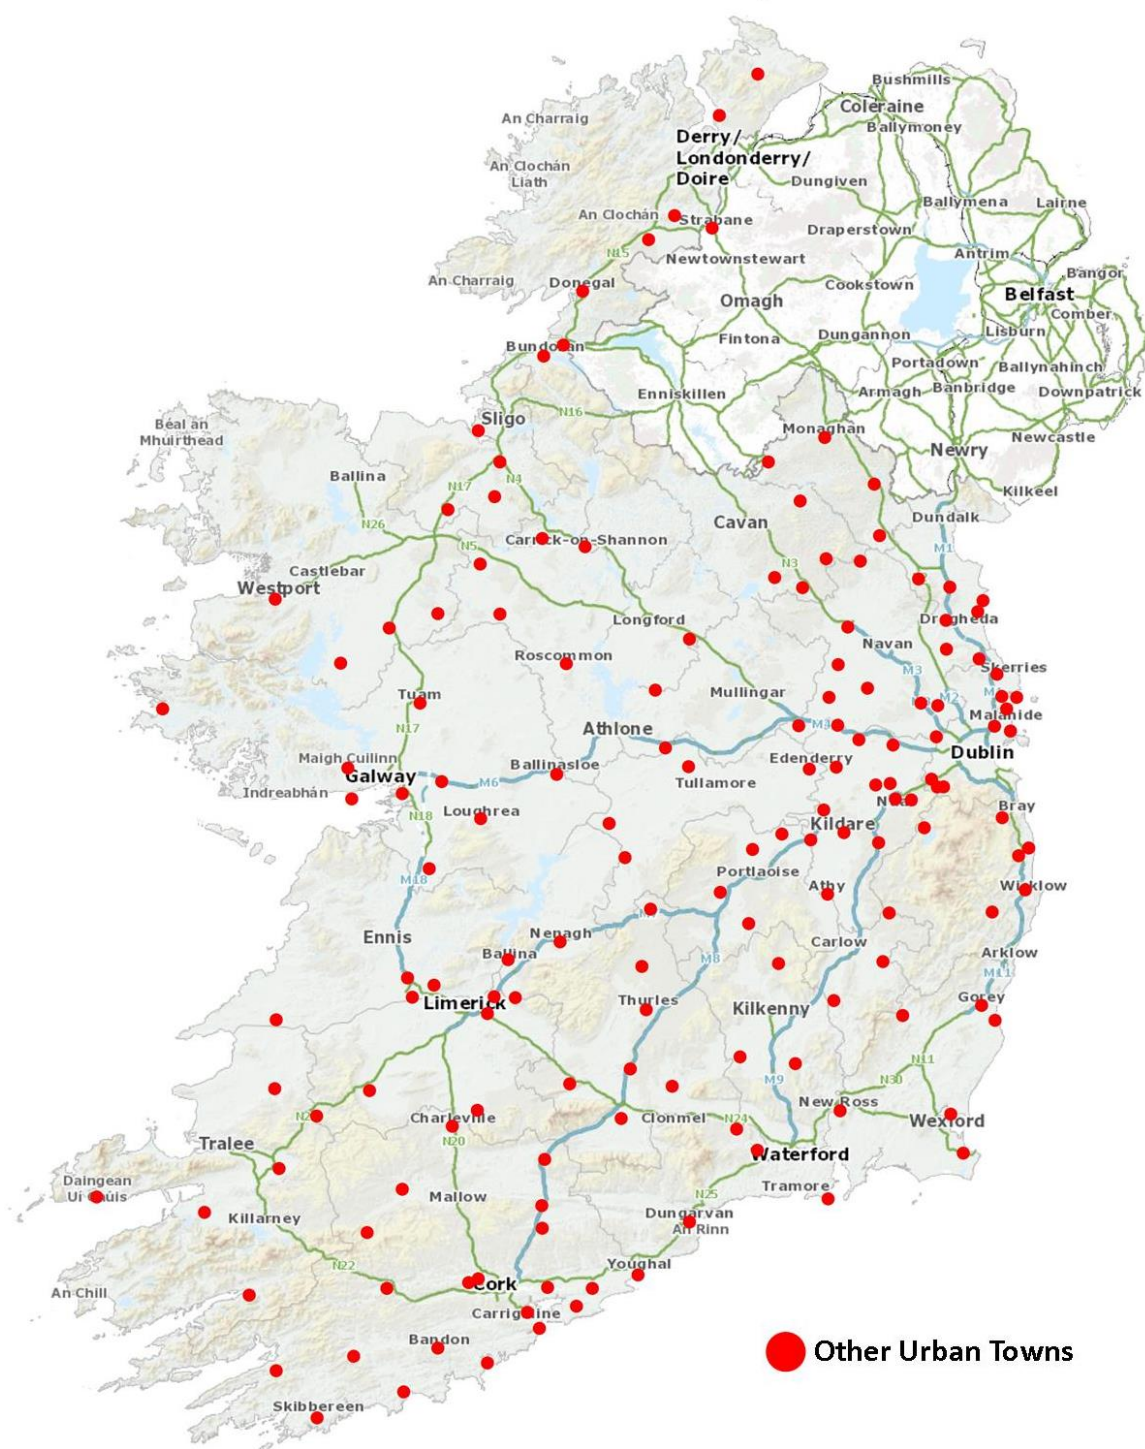 Bushmills
Coleraine
Ballymoney
An Charraig
Derry/
Londonderry/
Doire
An Clochán
Liath
Dungiven
Ballymena
Lairne
An Clochán
Strabane
Draperstown
N15
Newtownstewart
Antrim
Bangor
An Charraig
Donegal
Cookstown
Omagh
Belfast
Comber
Lisburn
Bundoran
Fintona
Dungannon
Portadown
Ballynahinch
Enniskillen
Armagh
Banbridge
Downpatrick
N16
Sligo
Béal an
Mhuirthead
Monaghan
Newcastle
Newry
Ballina
N17
N4
Kilkeel
N26
Cavan
Dundalk
N5
Carrick-on-Shannon
M1
Castlebar
N3
Westport
Longford
Drogheda
Roscommon
Navan
Skerries
M3
Tuam
Mullingar
M2
N17
Athlone
M4
Malahide
Maigh Cuilinn
Galway
Ballinasloe
Edenderry
Dublin
Indreabhán
M6
Tullamore
N18
Loughrea
Kildare
Bray
M18
Portlaoise
Athy
Wicklow
Ennis
Nenagh
Carlow
Ballina
M8
Arklow
M11
Limerick
Thurles
Kilkenny
Gorey
N11
M9
N30
Charleville
Clonmel
N24
New Ross
Wexford
Tralee
N20
Waterford
Daingean
Uí Chúis
Mallow
Tramore
N25
Killarney
Dungarvan
An Rinn
N22
Youghal
An Chill
Cork
Carrigaline
Bandon
Skibbereen
Other Urban Towns